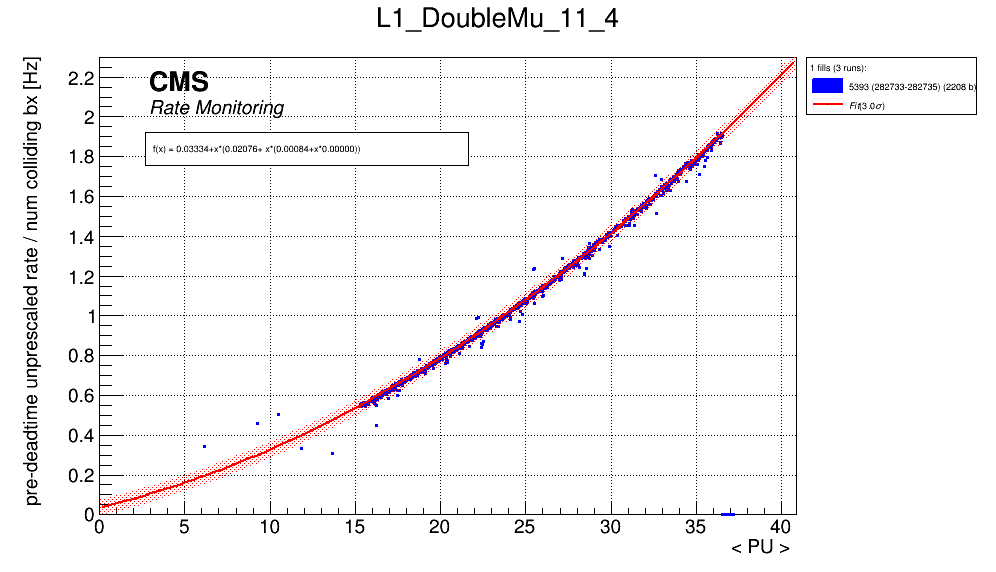 L1_DoubleMu_11_4
pre-deadtime unprescaled rate / num colliding bx [Hz]
CMS
Rate Monitoring
f(x) = 0.03334+x*(0.02076+ x*(0.00084+x*0.00000))
1 fills (3 runs):
5393 (282733-282735) (2208 b)
Fit(3.0σ)
2.2
2
1.8
1.6
1.4
1.2
1
0.8
0.6
0.4
0.2
0
0 5 10 15 20 25 30 35 40
< PU >